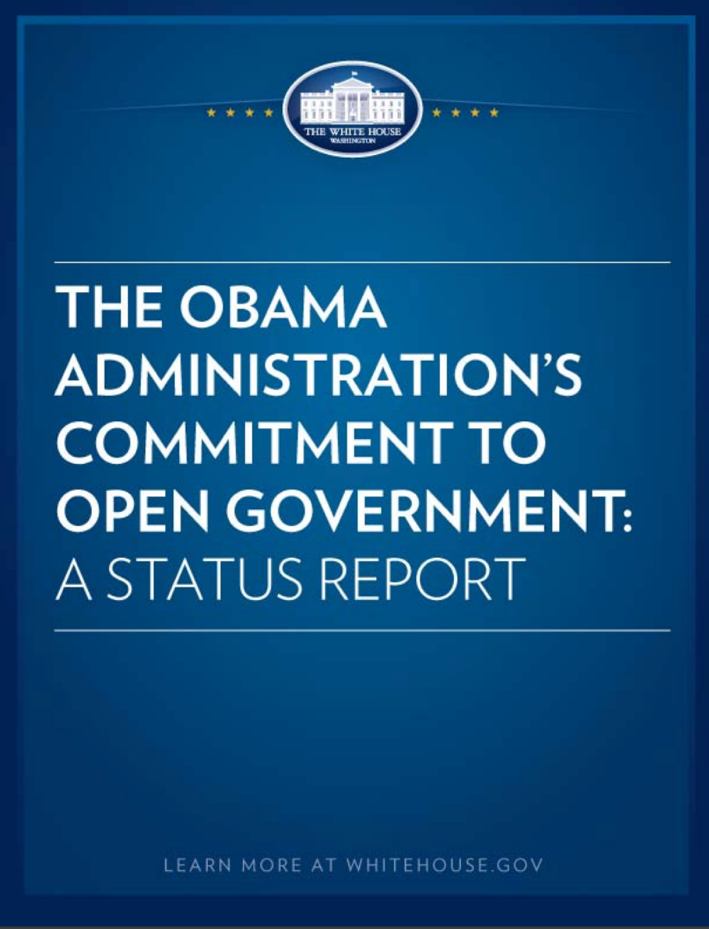 THE WHITE HOUSE
WASHINGTON
THE OBAMA
ADMINISTRATION'S
COMMITMENT TO
OPEN GOVERNMENT:
A STATUS REPORT
LEARN MORE AT WHITEHOUSE.GOV